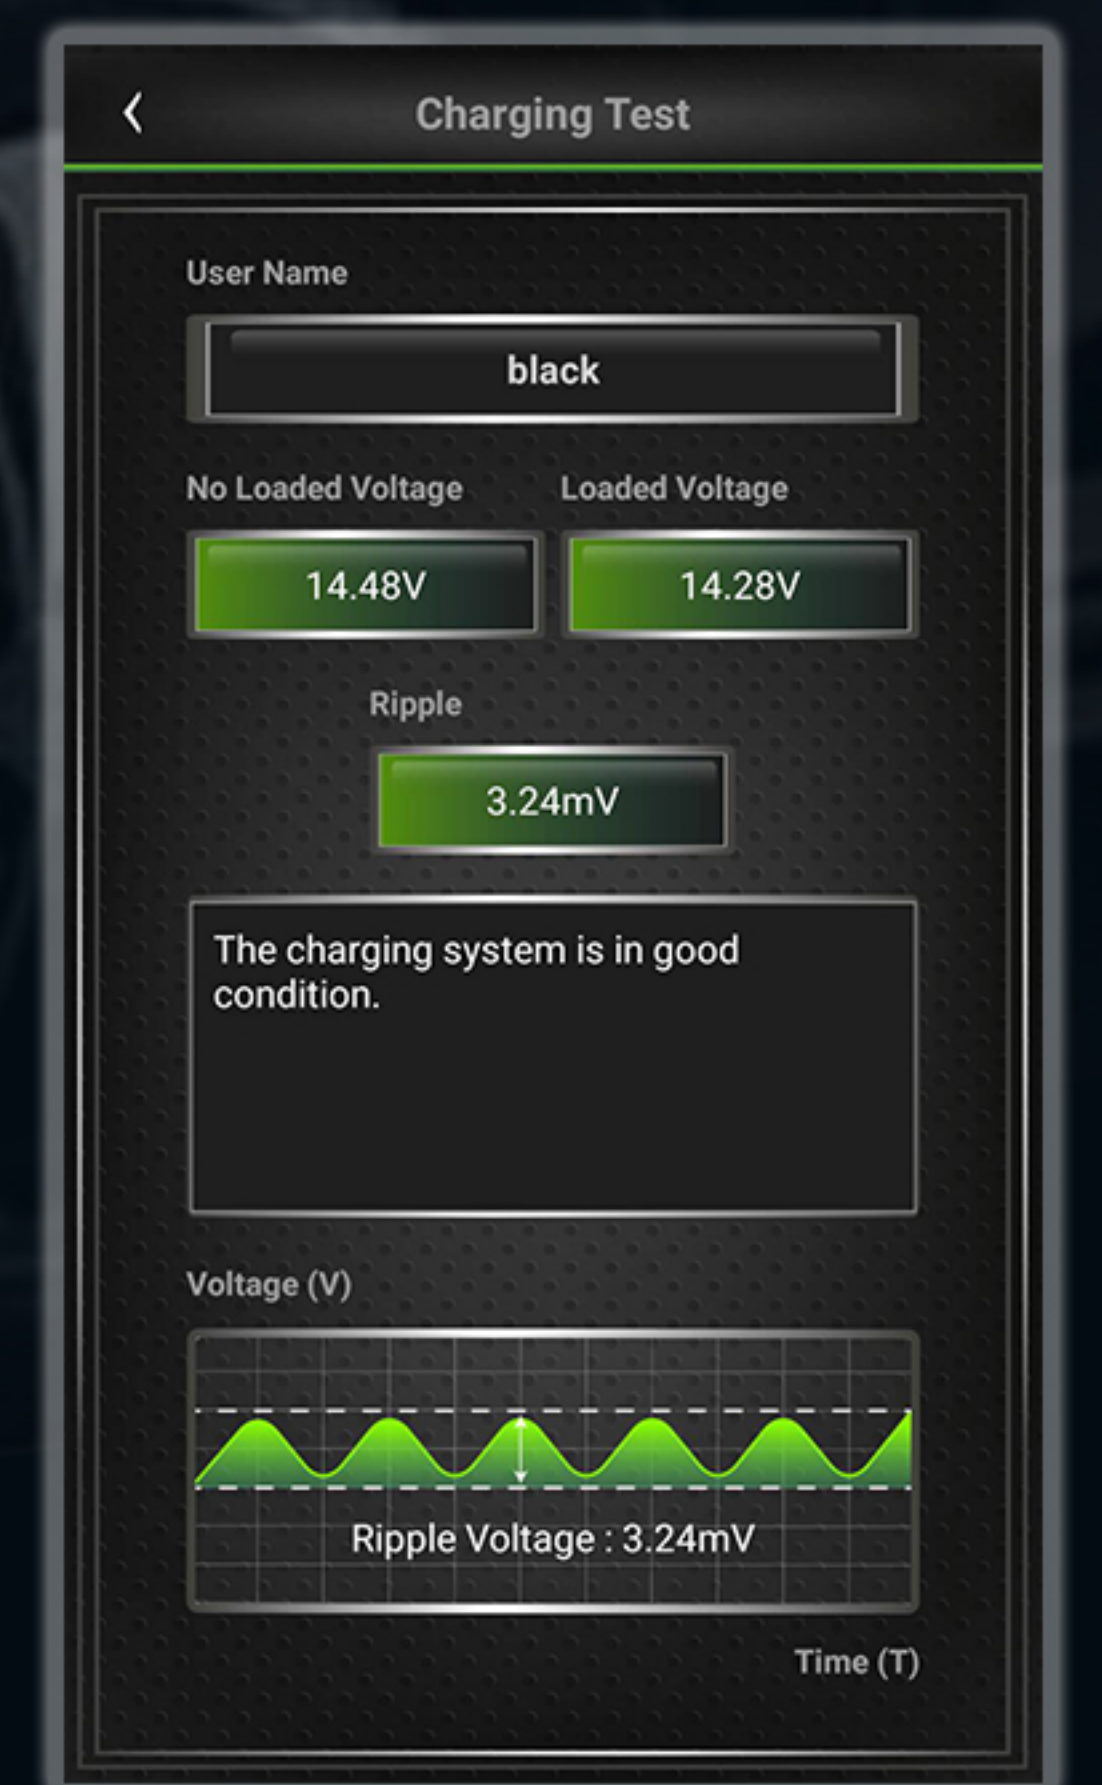 Charging Test
User Name
black
No Loaded Voltage
Loaded Voltage
14.48V
14.28V
Ripple
3.24mV
The charging system is in good
condition.
Voltage (V)
Ripple Voltage : 3.24mV
Time (T)